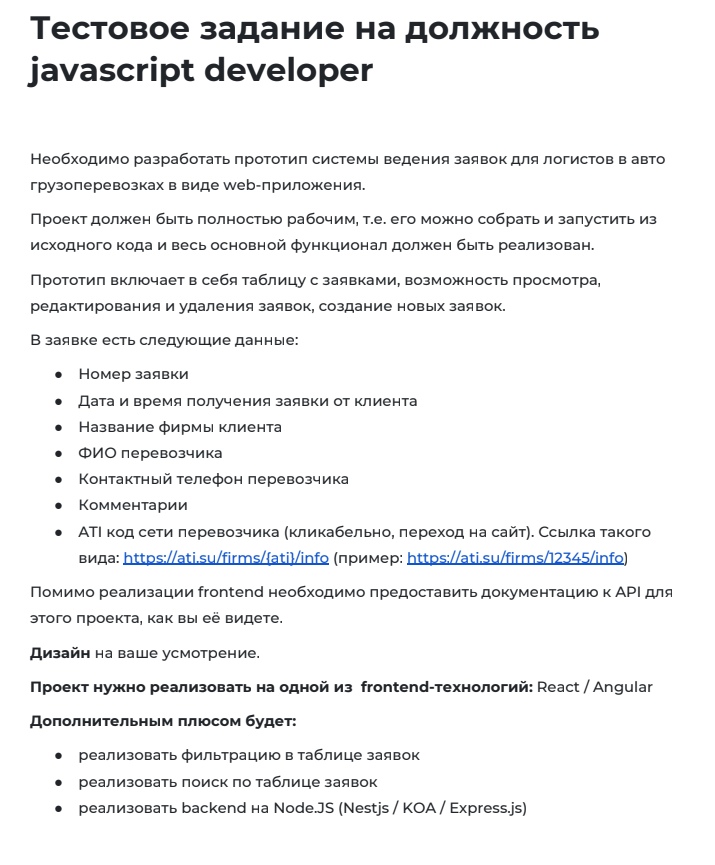 Тестовое задание на должность
javascript developer
Необходимо разработать прототип системы ведения заявок для логистов в авто
грузоперевозках в виде web-приложения.
Проект должен быть полностью рабочим, т.е. его можно собрать и запустить из
исходного кода и весь основной функционал должен быть реализован.
Прототип включает в себя таблицу с заявками, возможность просмотра,
редактирования и удаления заявок, создание новых заявок.
В заявке есть следующие данные:
● Номер заявки
● Дата и время получения заявки от клиента
● Название фирмы клиента
● ФИО перевозчика
● Контактный телефон перевозчика
● Комментарии
● ATI код сети перевозчика (кликабельно, переход на сайт). Ссылка такого
вида: https://ati.su/firms/{ati}/info (пример: https://ati.su/firms/12345/info)
Помимо реализации frontend необходимо предоставить документацию к API для
этого проекта, как вы её видете.
Дизайн на ваше усмотрение.
Проект нужно реализовать на одной из frontend-технологий: React / Angular
Дополнительным плюсом будет:
● реализовать фильтрацию в таблице заявок
● реализовать поиск по таблице заявок
● реализовать backend на Node.JS (Nestjs / KOA / Express.js)